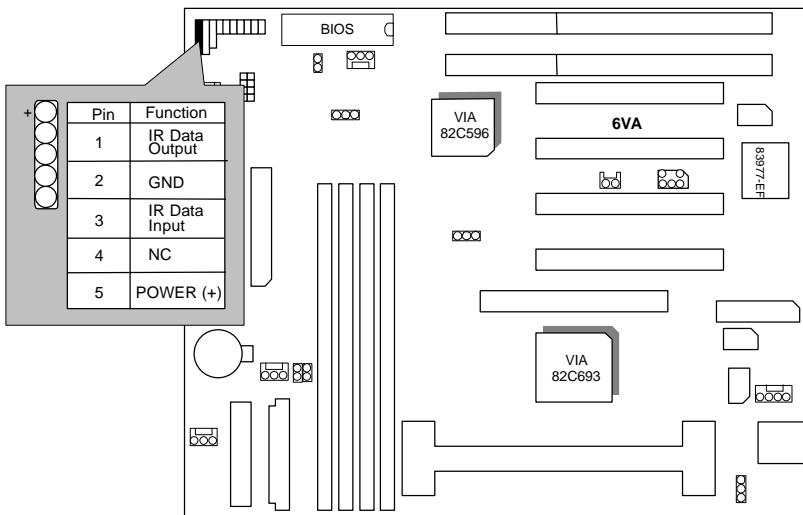 BIOS
+
Pin Function
1 IR Data
Output
2 GND
3 IR Data
Input
4 NC
5 POWER (+)
VIA
82C596
6VA
83977-EF
VIA
82C693